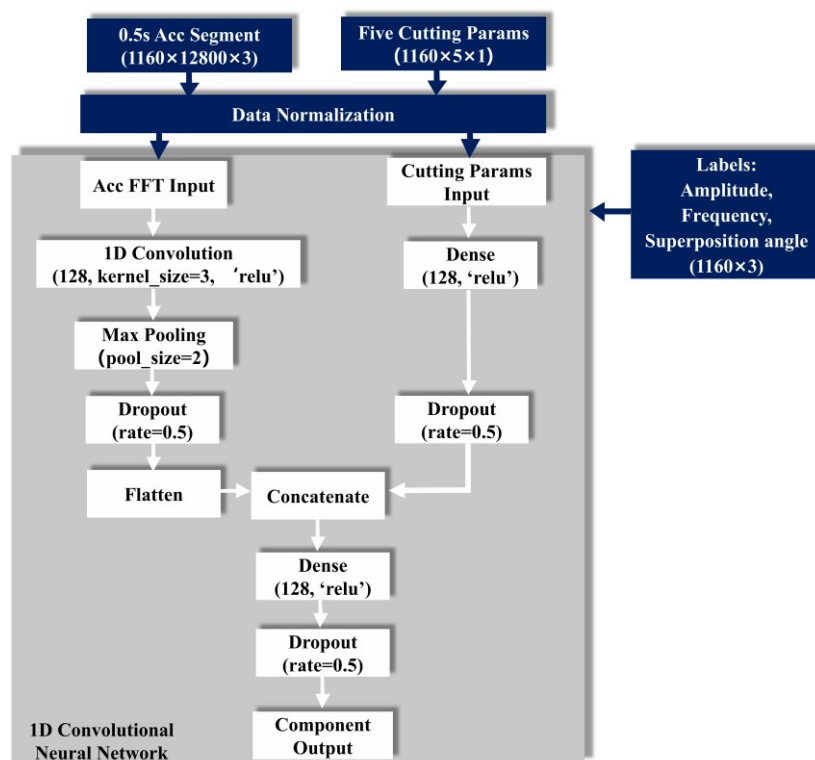 0.5s Acc Segment
(1160×12800×3)
Five Cutting Params
(1160×5×1)
Data Normalization
Acc FFT Input
Cutting Params
Input
Labels:
Amplitude,
Frequency,
Superposition angle
(1160×3)
1D Convolution
(128, kernel_size=3, ‘relu’)
Dense
(128, ‘relu’)
Max Pooling
(pool_size=2)
Dropout
(rate=0.5)
Dropout
(rate=0.5)
Flatten
Concatenate
Dense
(128, ‘relu’)
Dropout
(rate=0.5)
Component
Output
1D Convolutional
Neural Network